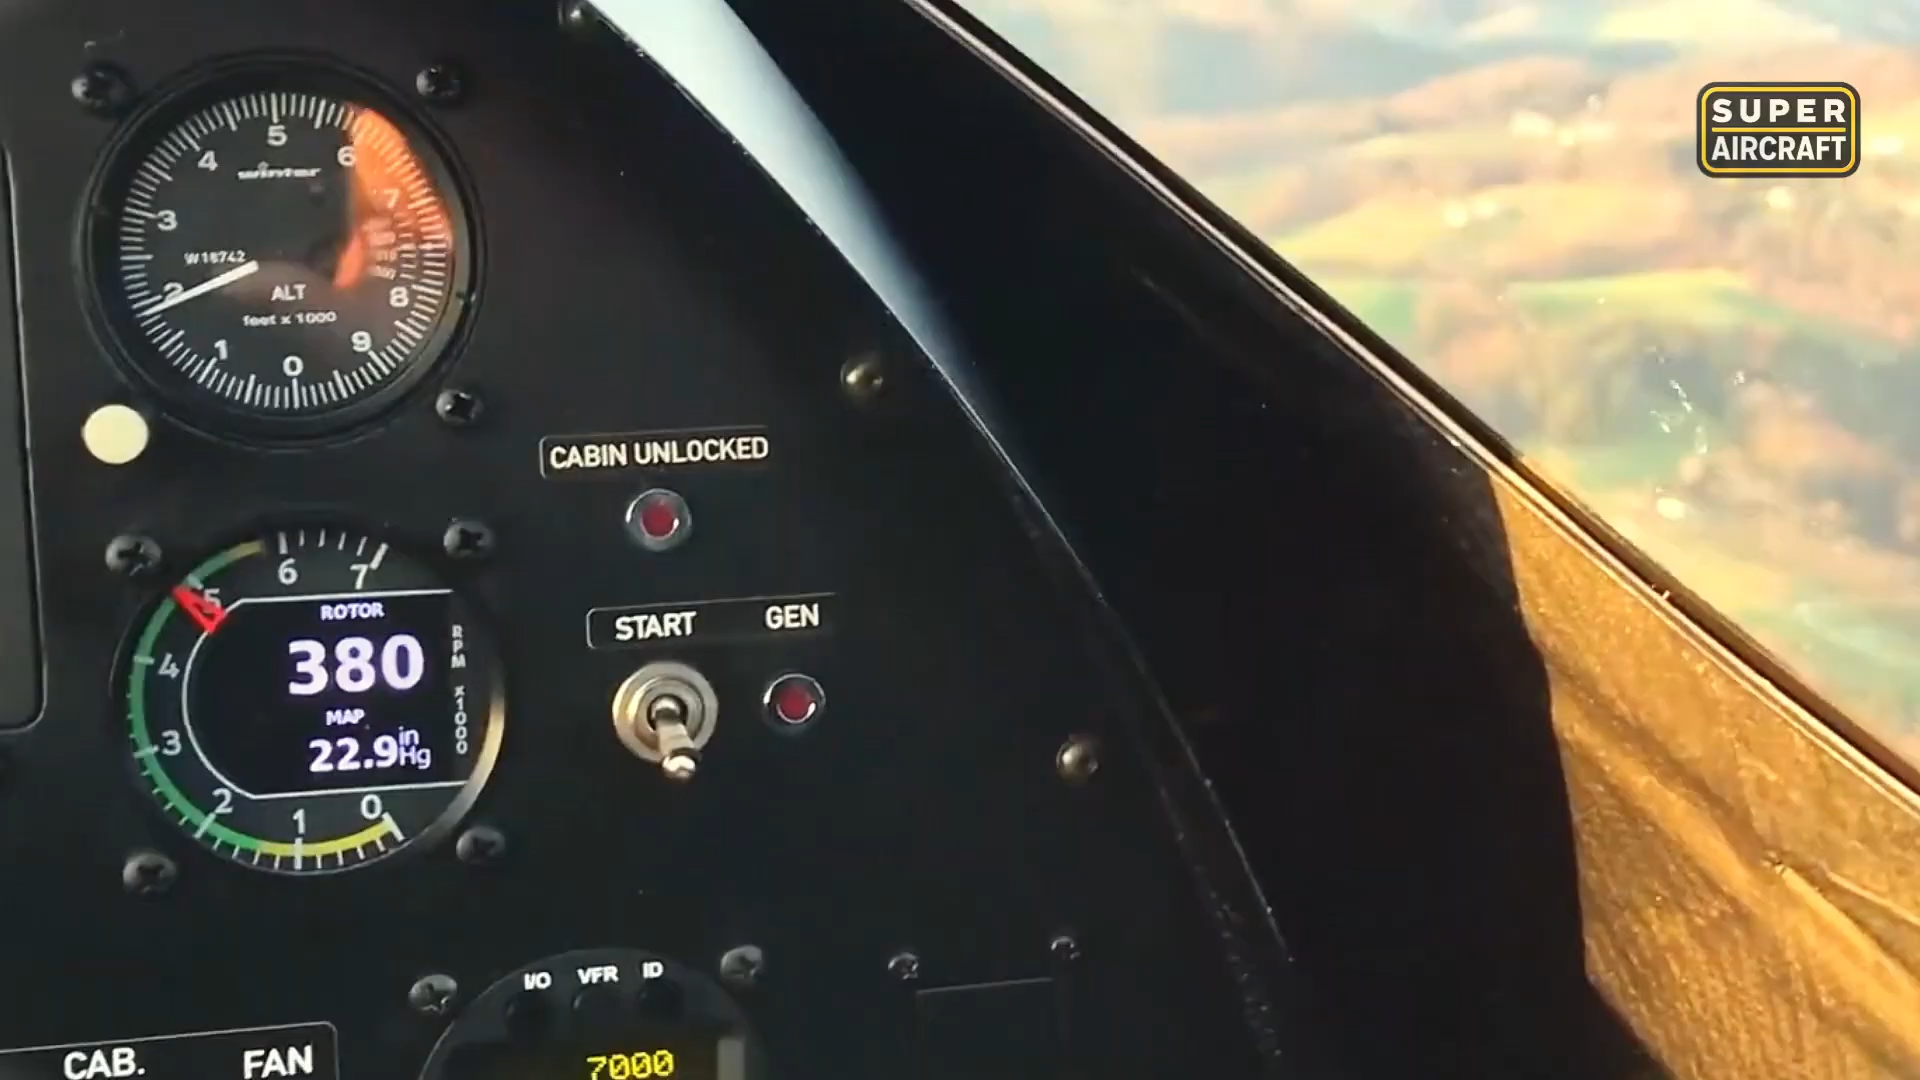 SUPER
AIRCRAFT
5
4
6
winter
3
7
W18742
2
ALT
8
feet x 1000
1
9
0
CABIN UNLOCKED
6
7
5
ROTOR
380
RPM x1000
4
MAP
3
22.9 in Hg
2
1
0
START
GEN
I/O
VFR
ID
CAB.
FAN
7000